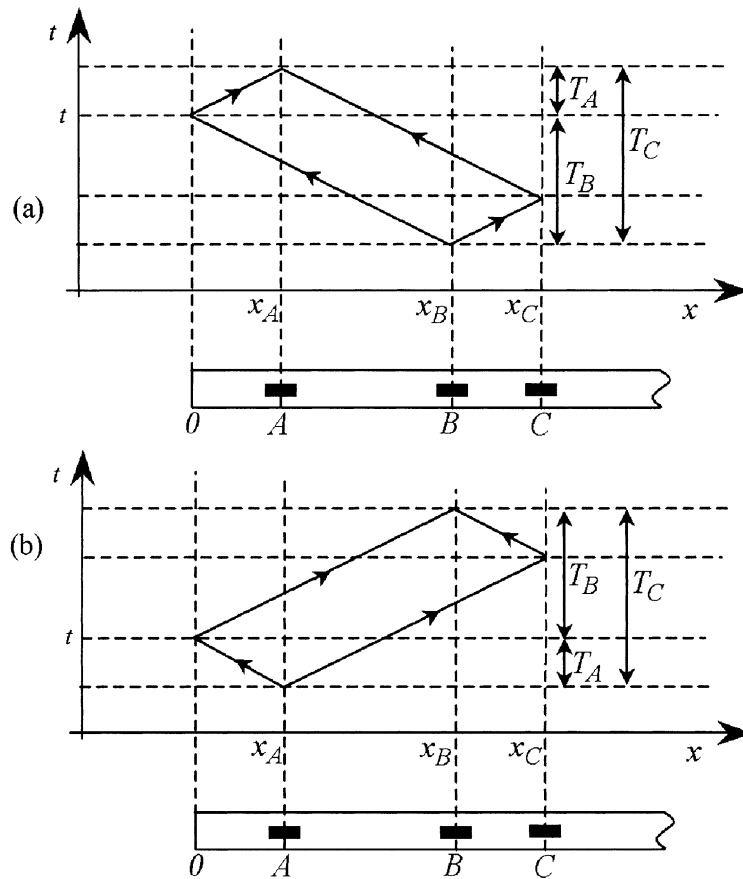 t
T_A
t
T_C
T_B
(a)
x_A x_B x_C x
0 A B C
t
(b)
T_B T_C
t
T_A
x_A x_B x_C x
0 A B C